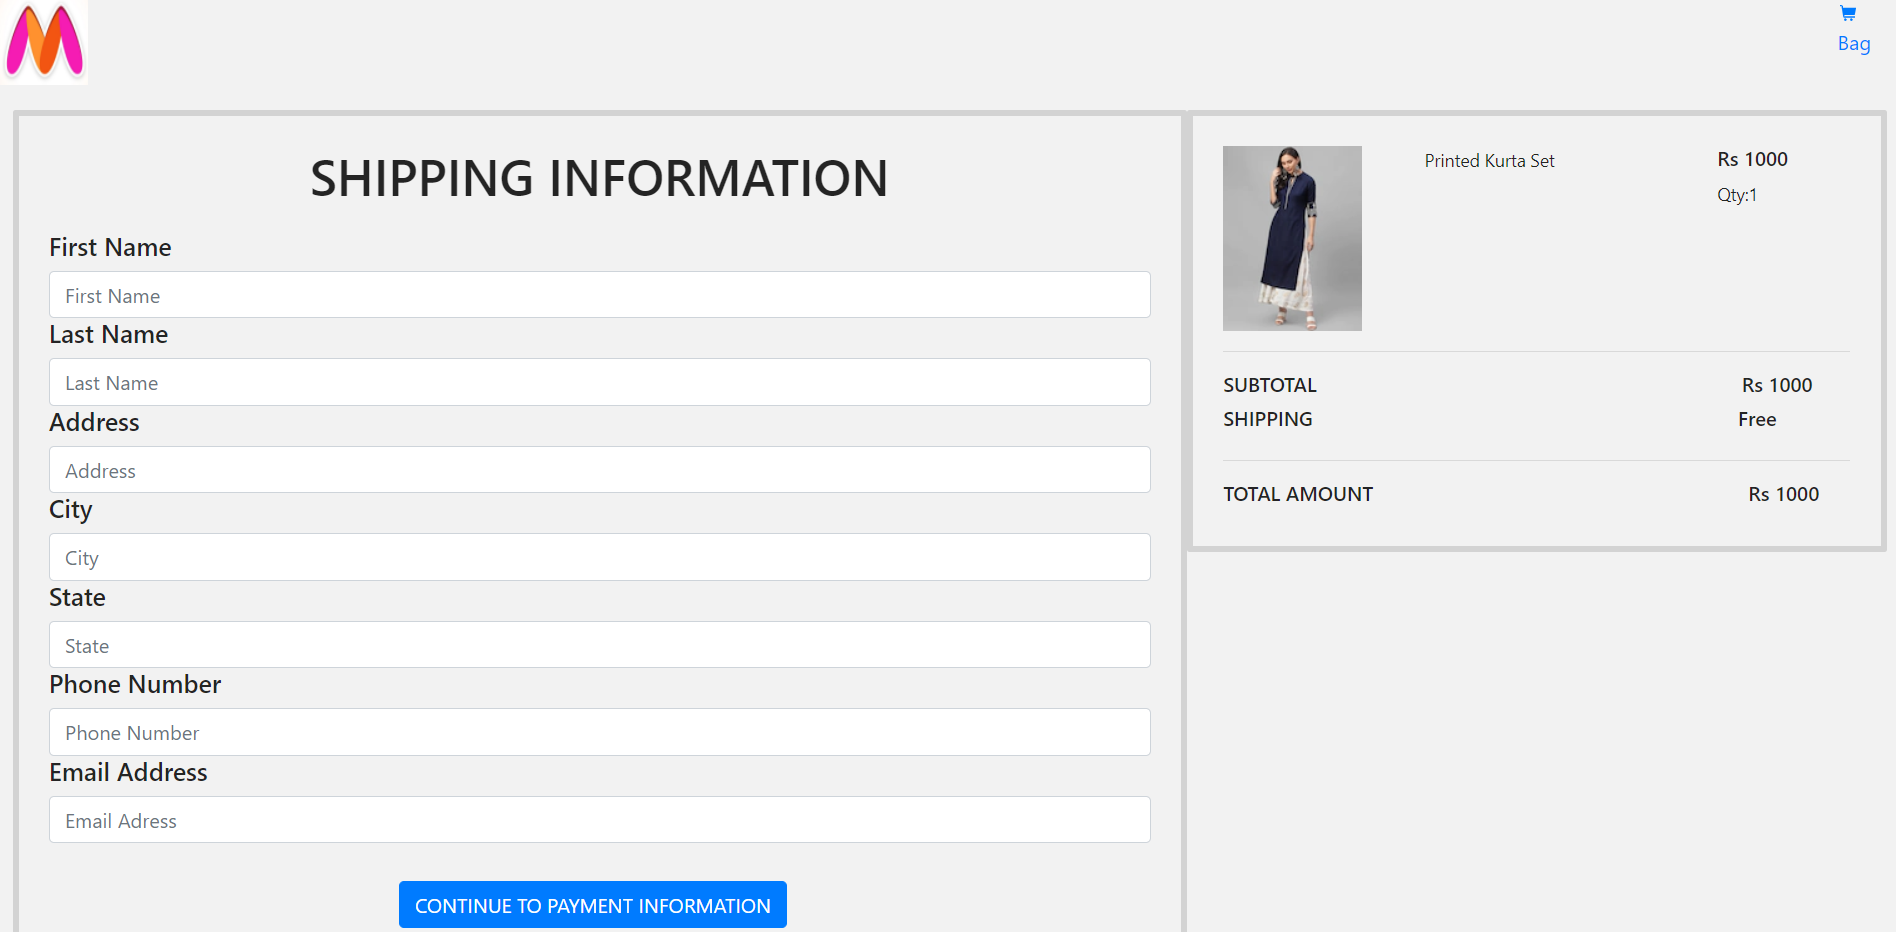 Bag
SHIPPING INFORMATION
First Name
First Name
Last Name
Last Name
Address
Address
City
City
State
State
Phone Number
Phone Number
Email Address
Email Adress
CONTINUE TO PAYMENT INFORMATION
Printed Kurta Set
Rs 1000
Qty:1
SUBTOTAL Rs 1000
SHIPPING Free
TOTAL AMOUNT Rs 1000